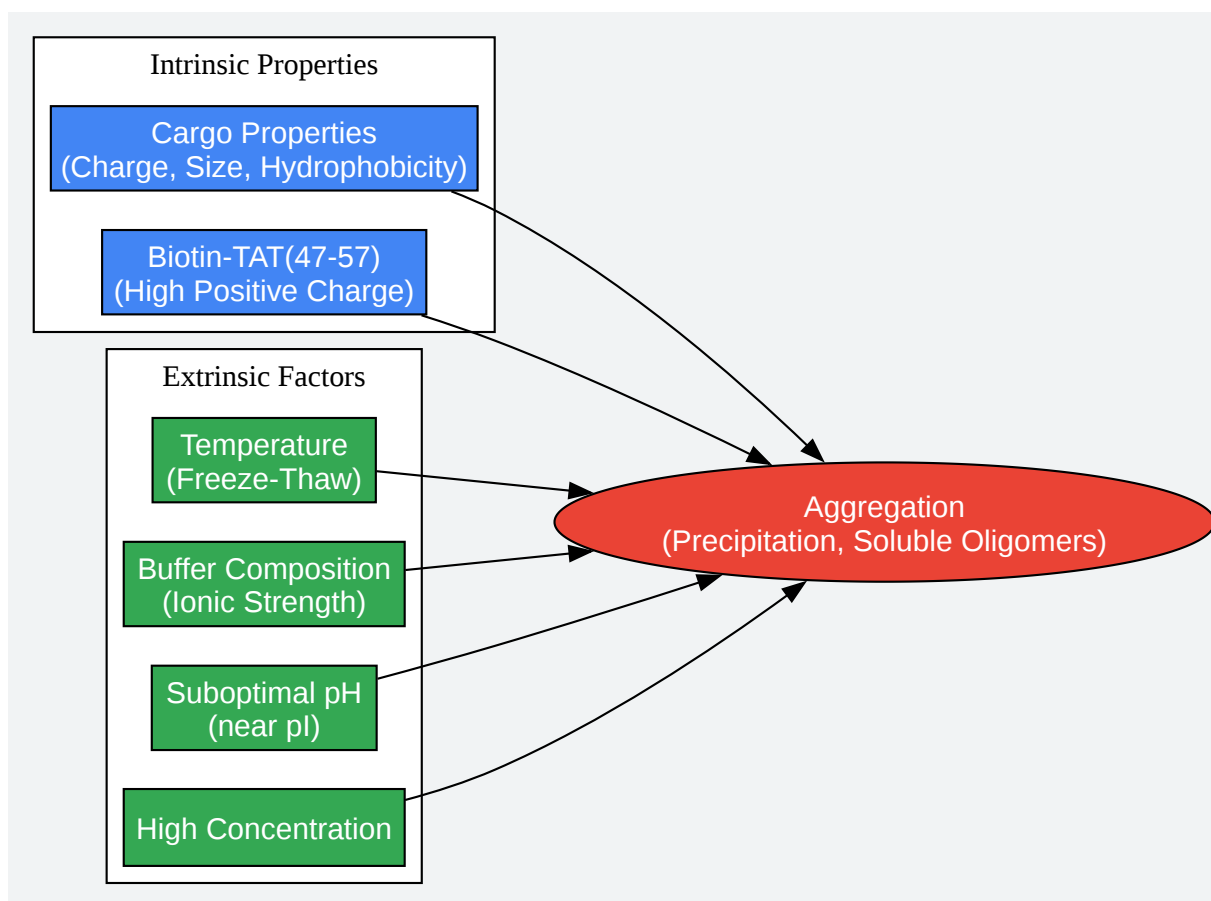 Intrinsic Properties
Cargo Properties
(Charge, Size, Hydrophobicity)
Biotin-TAT(47-57)
(High Positive Charge)
Extrinsic Factors
Temperature
(Freeze-Thaw)
Buffer Composition
(Ionic Strength)
Suboptimal pH
(near pI)
High Concentration
Aggregation
(Precipitation, Soluble Oligomers)